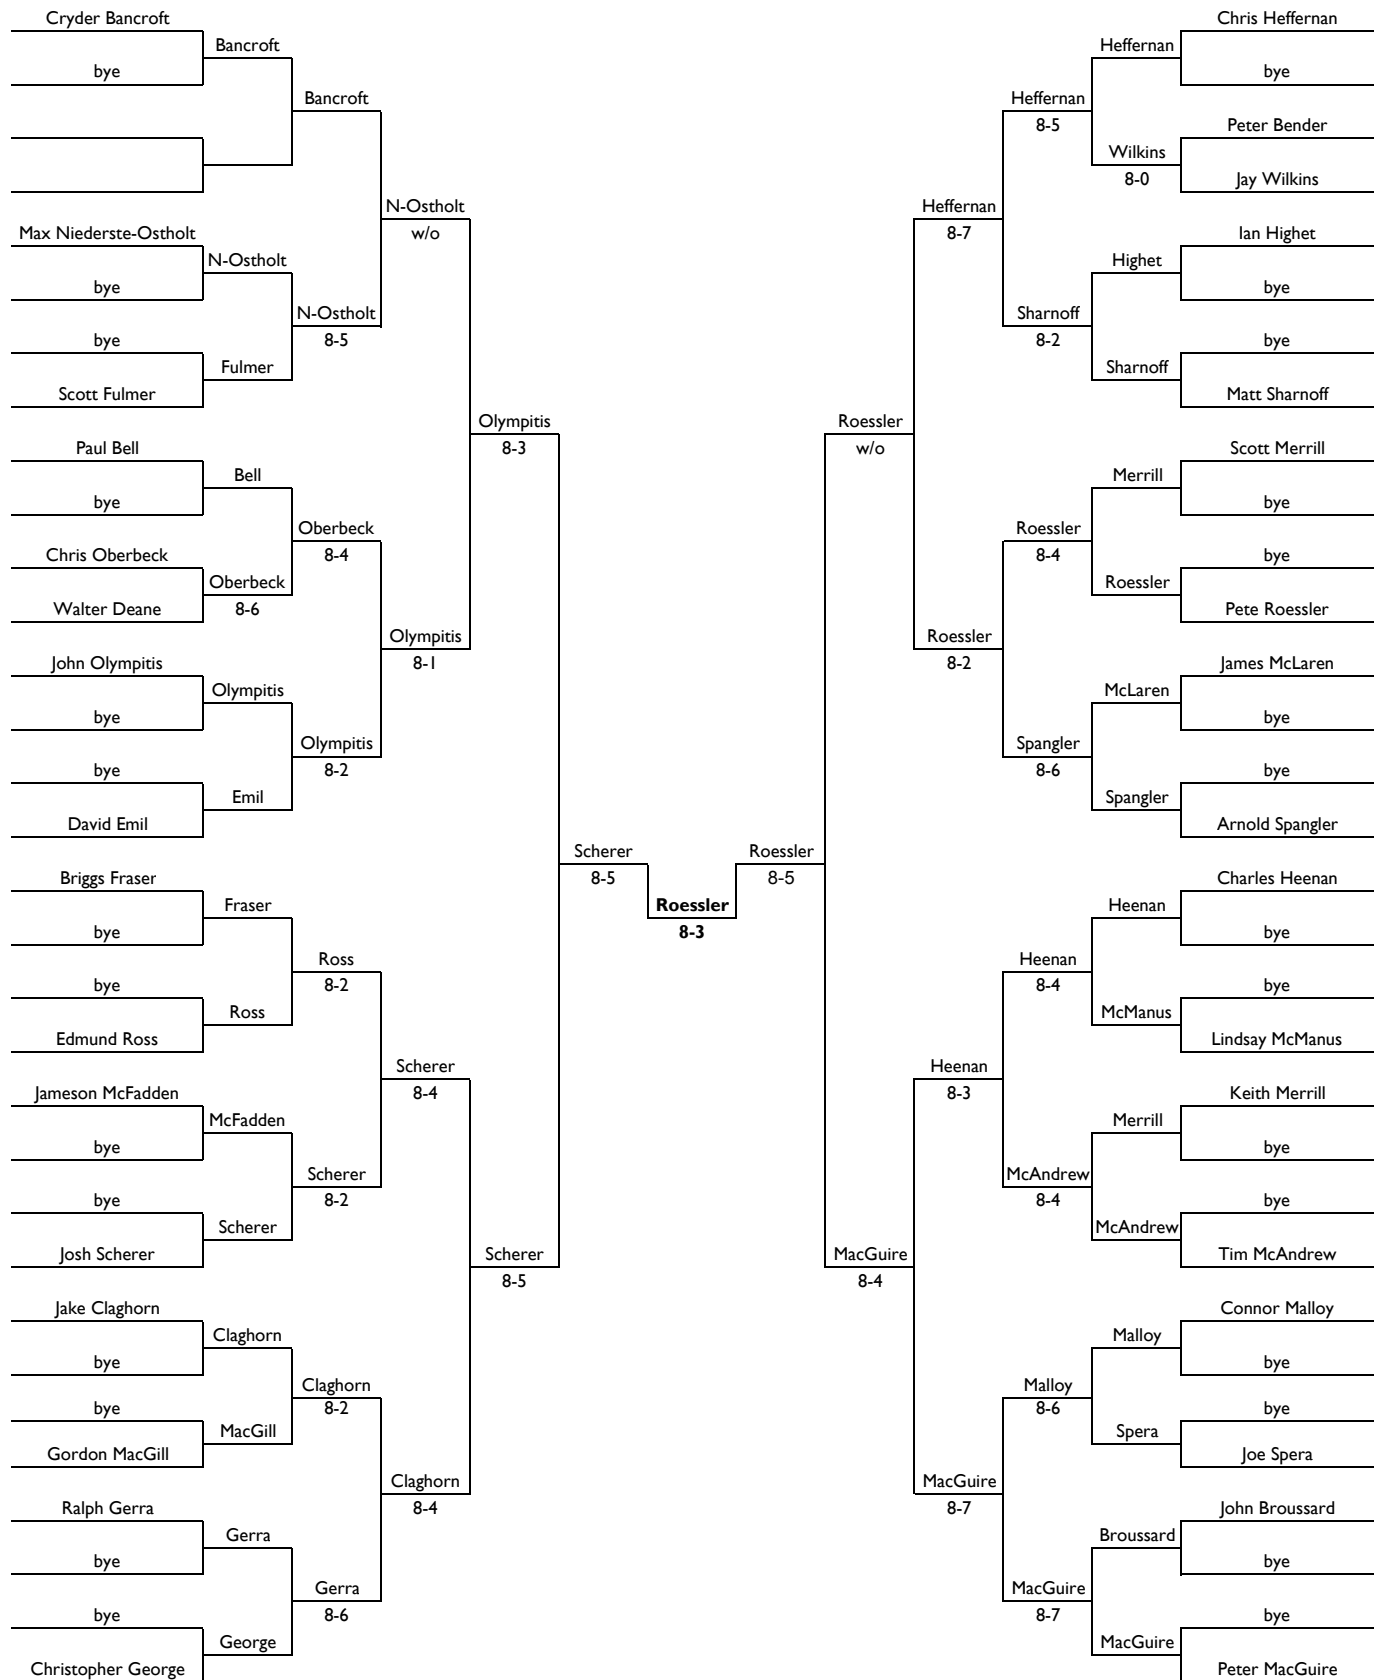 Cryder Bancroft
bye
Max Niederste-Ostholt
bye
bye
Scott Fulmer
Paul Bell
bye
Chris Oberbeck
Walter Deane
John Olympitis
bye
bye
David Emil
Briggs Fraser
bye
bye
Edmund Ross
Jameson McFadden
bye
bye
Josh Scherer
Jake Claghorn
bye
bye
Gordon MacGill
Ralph Gerra
bye
bye
Christopher George
Bancroft
N-Ostholt
Fulmer
Bell
Oberbeck
8-6
Olympitis
Emil
Fraser
Ross
McFadden
Scherer
Claghorn
MacGill
Gerra
George
Bancroft
N-Ostholt
8-5
Oberbeck
8-4
Olympitis
8-2
Ross
8-2
Scherer
8-2
Claghorn
8-2
Gerra
8-6
N-Ostholt
w/o
Olympitis
8-1
Scherer
8-4
Claghorn
8-4
Olympitis
8-3
Scherer
8-5
Scherer
8-5
Roessler
8-3
Roessler
8-5
Roessler
w/o
MacGuire
8-4
Heffernan
8-7
Roessler
8-2
Heenan
8-3
MacGuire
8-7
Heffernan
8-5
Sharnoff
8-2
Roessler
8-4
Spangler
8-6
Heenan
8-4
McAndrew
8-4
Malloy
8-6
MacGuire
8-7
Heffernan
Wilkins
8-0
Highet
Sharnoff
Merrill
Roessler
McLaren
Spangler
Heenan
McManus
Merrill
McAndrew
Malloy
Spera
Broussard
MacGuire
Chris Heffernan
bye
Peter Bender
Jay Wilkins
Ian Highet
bye
bye
Matt Sharnoff
Scott Merrill
bye
bye
Pete Roessler
James McLaren
bye
bye
Arnold Spangler
Charles Heenan
bye
bye
Lindsay McManus
Keith Merrill
bye
bye
Tim McAndrew
Connor Malloy
bye
bye
Joe Spera
John Broussard
bye
bye
Peter MacGuire